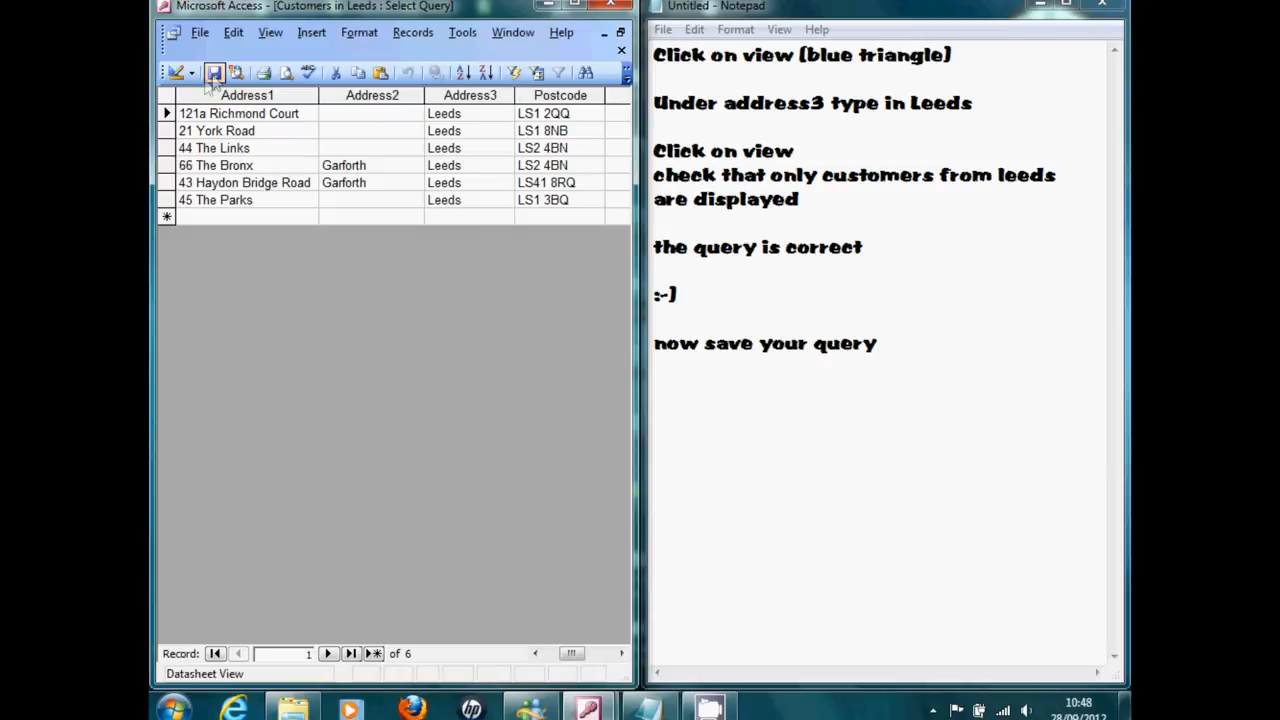 Microsoft Access - [Customers in Leeds : Select Query]
File Edit View Insert Format Records Tools Window Help
Address1 Address2 Address3 Postcode
121a Richmond Court Leeds LS1 2QQ
21 York Road Leeds LS1 8NB
44 The Links Leeds LS2 4BN
66 The Bronx Garforth Leeds LS2 4BN
43 Haydon Bridge Road Garforth Leeds LS41 8RQ
45 The Parks Leeds LS1 3BQ
Record: 1 of 6
Datasheet View
Untitled - Notepad
File Edit Format View Help
Click on view (blue triangle)
Under address3 type in Leeds
Click on view
check that only customers from leeds
are displayed
the query is correct
:-)
now save your query
10:48
28/09/2012